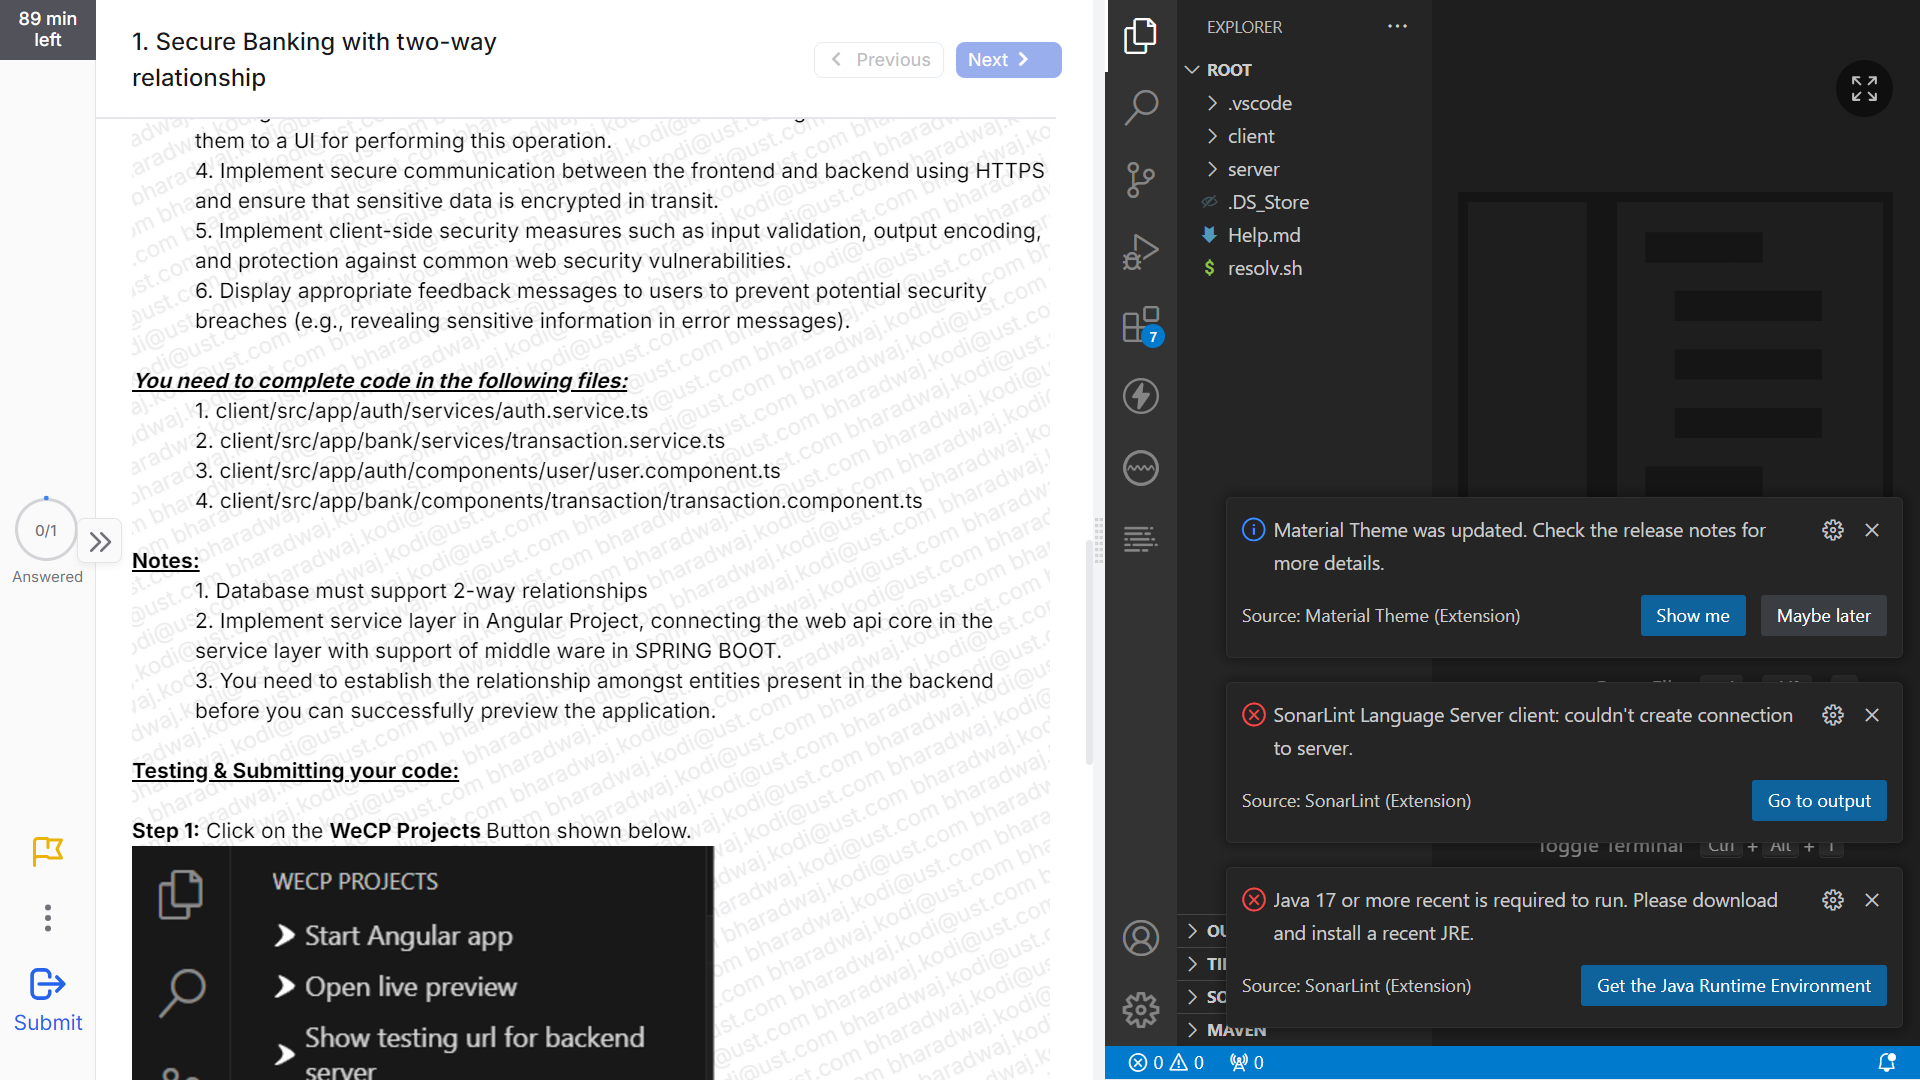 89 min
left
1. Secure Banking with two-way
relationship
Previous
Next
them to a UI for performing this operation.
4. Implement secure communication between the frontend and backend using HTTPS
and ensure that sensitive data is encrypted in transit.
5. Implement client-side security measures such as input validation, output encoding,
and protection against common web security vulnerabilities.
6. Display appropriate feedback messages to users to prevent potential security
breaches (e.g., revealing sensitive information in error messages).
You need to complete code in the following files:
1. client/src/app/auth/services/auth.service.ts
2. client/src/app/bank/services/transaction.service.ts
3. client/src/app/auth/components/user/user.component.ts
4. client/src/app/bank/components/transaction/transaction.component.ts
Notes:
1. Database must support 2-way relationships
2. Implement service layer in Angular Project, connecting the web api core in the
service layer with support of middle ware in SPRING BOOT.
3. You need to establish the relationship amongst entities present in the backend
before you can successfully preview the application.
Testing & Submitting your code:
Step 1: Click on the WeCP Projects Button shown below.
WECP PROJECTS
Start Angular app
Open live preview
Show testing url for backend
server
0/1
Answered
Submit
bharadwaj.kodi@ust.com
EXPLORER
ROOT
.vscode
client
server
.DS_Store
Help.md
$ resolv.sh
7
Material Theme was updated. Check the release notes for
more details.
Source: Material Theme (Extension)
Show me
Maybe later
SonarLint Language Server client: couldn't create connection
to server.
Source: SonarLint (Extension)
Go to output
Toggle Terminal Ctrl + Alt + T
Java 17 or more recent is required to run. Please download
and install a recent JRE.
Source: SonarLint (Extension)
Get the Java Runtime Environment
OU
TI
SO
MAVEN
0 0 0